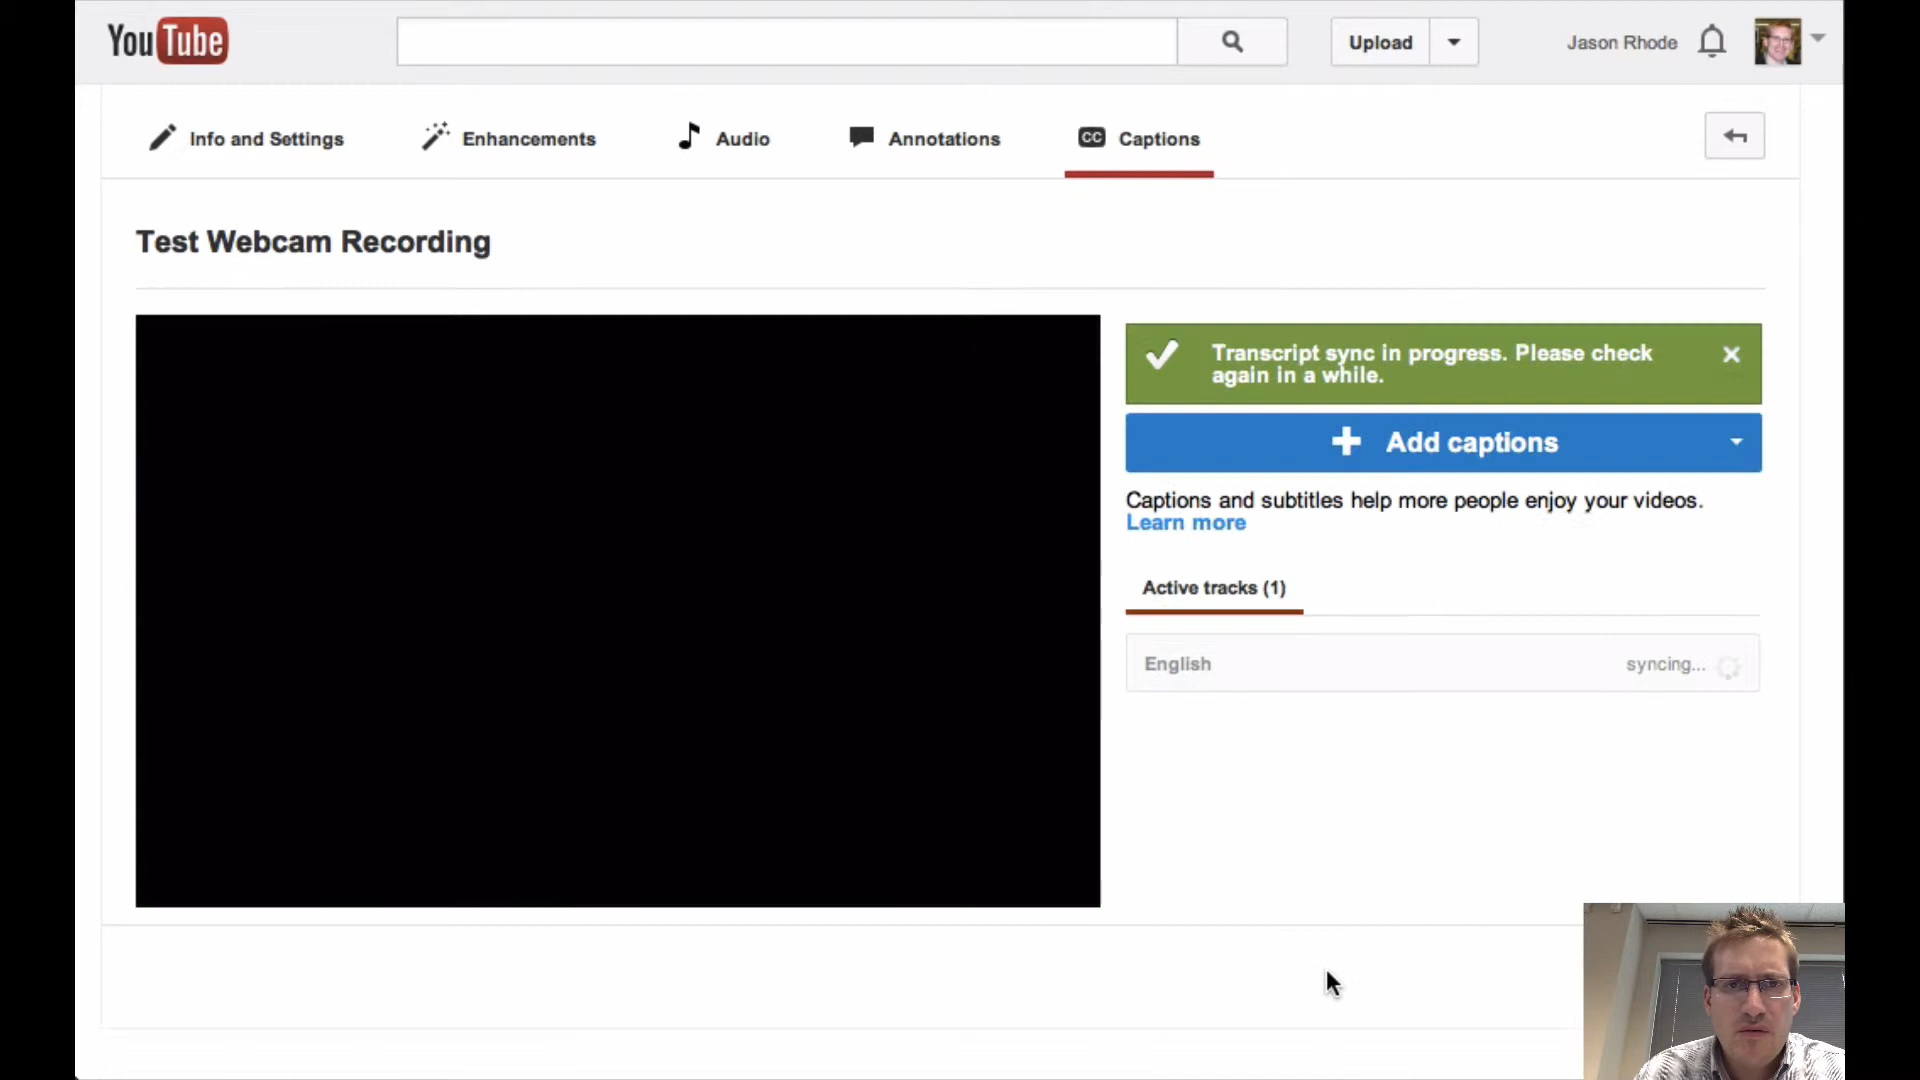 YouTube
Upload
Jason Rhode
Info and Settings
Enhancements
Audio
Annotations
CC Captions
Test Webcam Recording
Transcript sync in progress. Please check
again in a while.
Add captions
Captions and subtitles help more people enjoy your videos.
Learn more
Active tracks (1)
English
syncing...